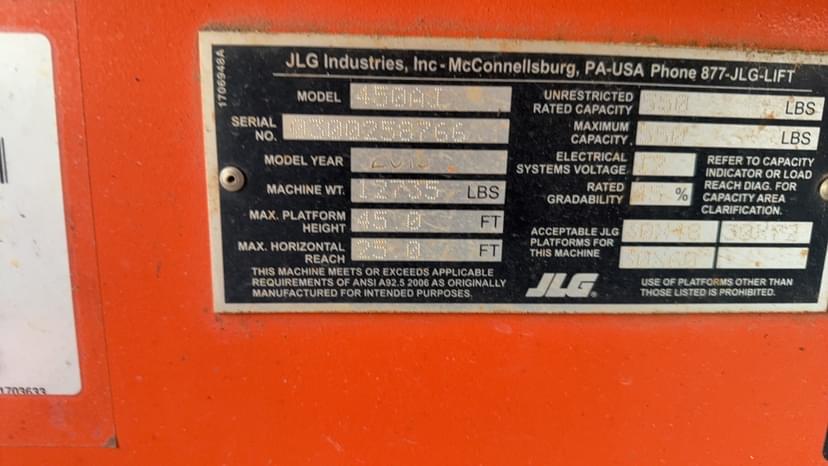 JLG Industries, Inc - McConnellsburg, PA-USA Phone 877-JLG-LIFT
1706948A
MODEL 450AJ
SERIAL NO. 0300258766
MODEL YEAR
MACHINE WT. 12735 LBS
MAX. PLATFORM HEIGHT 45.0 FT
MAX. HORIZONTAL REACH FT
THIS MACHINE MEETS OR EXCEEDS APPLICABLE
REQUIREMENTS OF ANSI A92.5 2006 AS ORIGINALLY
MANUFACTURED FOR INTENDED PURPOSES.
UNRESTRICTED RATED CAPACITY LBS
MAXIMUM CAPACITY LBS
ELECTRICAL SYSTEMS VOLTAGE
RATED GRADABILITY %
REFER TO CAPACITY
INDICATOR OR LOAD
REACH DIAG. FOR
CAPACITY AREA
CLARIFICATION.
ACCEPTABLE JLG
PLATFORMS FOR
THIS MACHINE
JLG
USE OF PLATFORMS OTHER THAN
THOSE LISTED IS PROHIBITED.
1703633